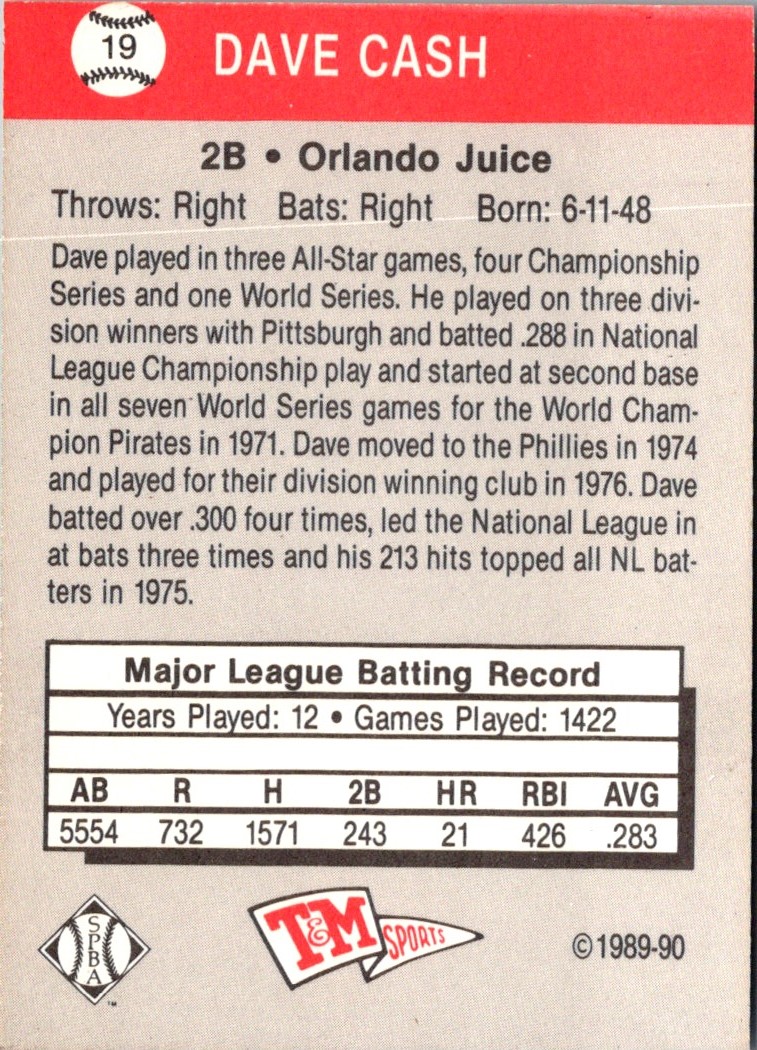 19
DAVE CASH
2B • Orlando Juice
Throws: Right Bats: Right Born: 6-11-48
Dave played in three All-Star games, four Championship
Series and one World Series. He played on three divi-
sion winners with Pittsburgh and batted .288 in National
League Championship play and started at second base
in all seven World Series games for the World Cham-
pion Pirates in 1971. Dave moved to the Phillies in 1974
and played for their division winning club in 1976. Dave
batted over .300 four times, led the National League in
at bats three times and his 213 hits topped all NL bat-
ters in 1975.
Major League Batting Record
Years Played: 12 • Games Played: 1422
AB R H 2B HR RBI AVG
5554 732 1571 243 21 426 .283
SPBA
™
T&M SPORTS
©1989-90